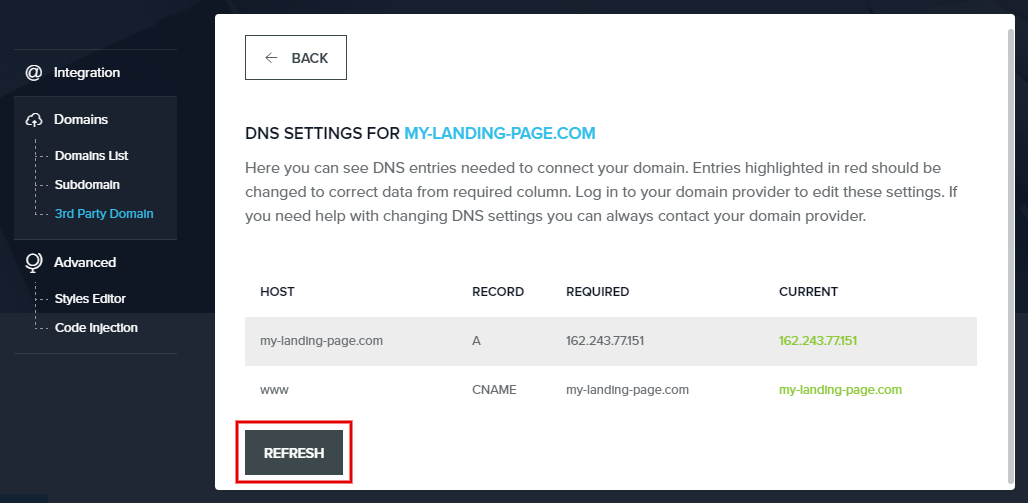 Integration
Domains
Domains List
Subdomain
3rd Party Domain
Advanced
Styles Editor
Code Injection
← BACK
DNS SETTINGS FOR MY-LANDING-PAGE.COM
Here you can see DNS entries needed to connect your domain. Entries highlighted in red should be
changed to correct data from required column. Log in to your domain provider to edit these settings. If
you need help with changing DNS settings you can always contact your domain provider.
HOST RECORD REQUIRED CURRENT
my-landing-page.com A 162.243.77.151 162.243.77.151
www CNAME my-landing-page.com my-landing-page.com
REFRESH